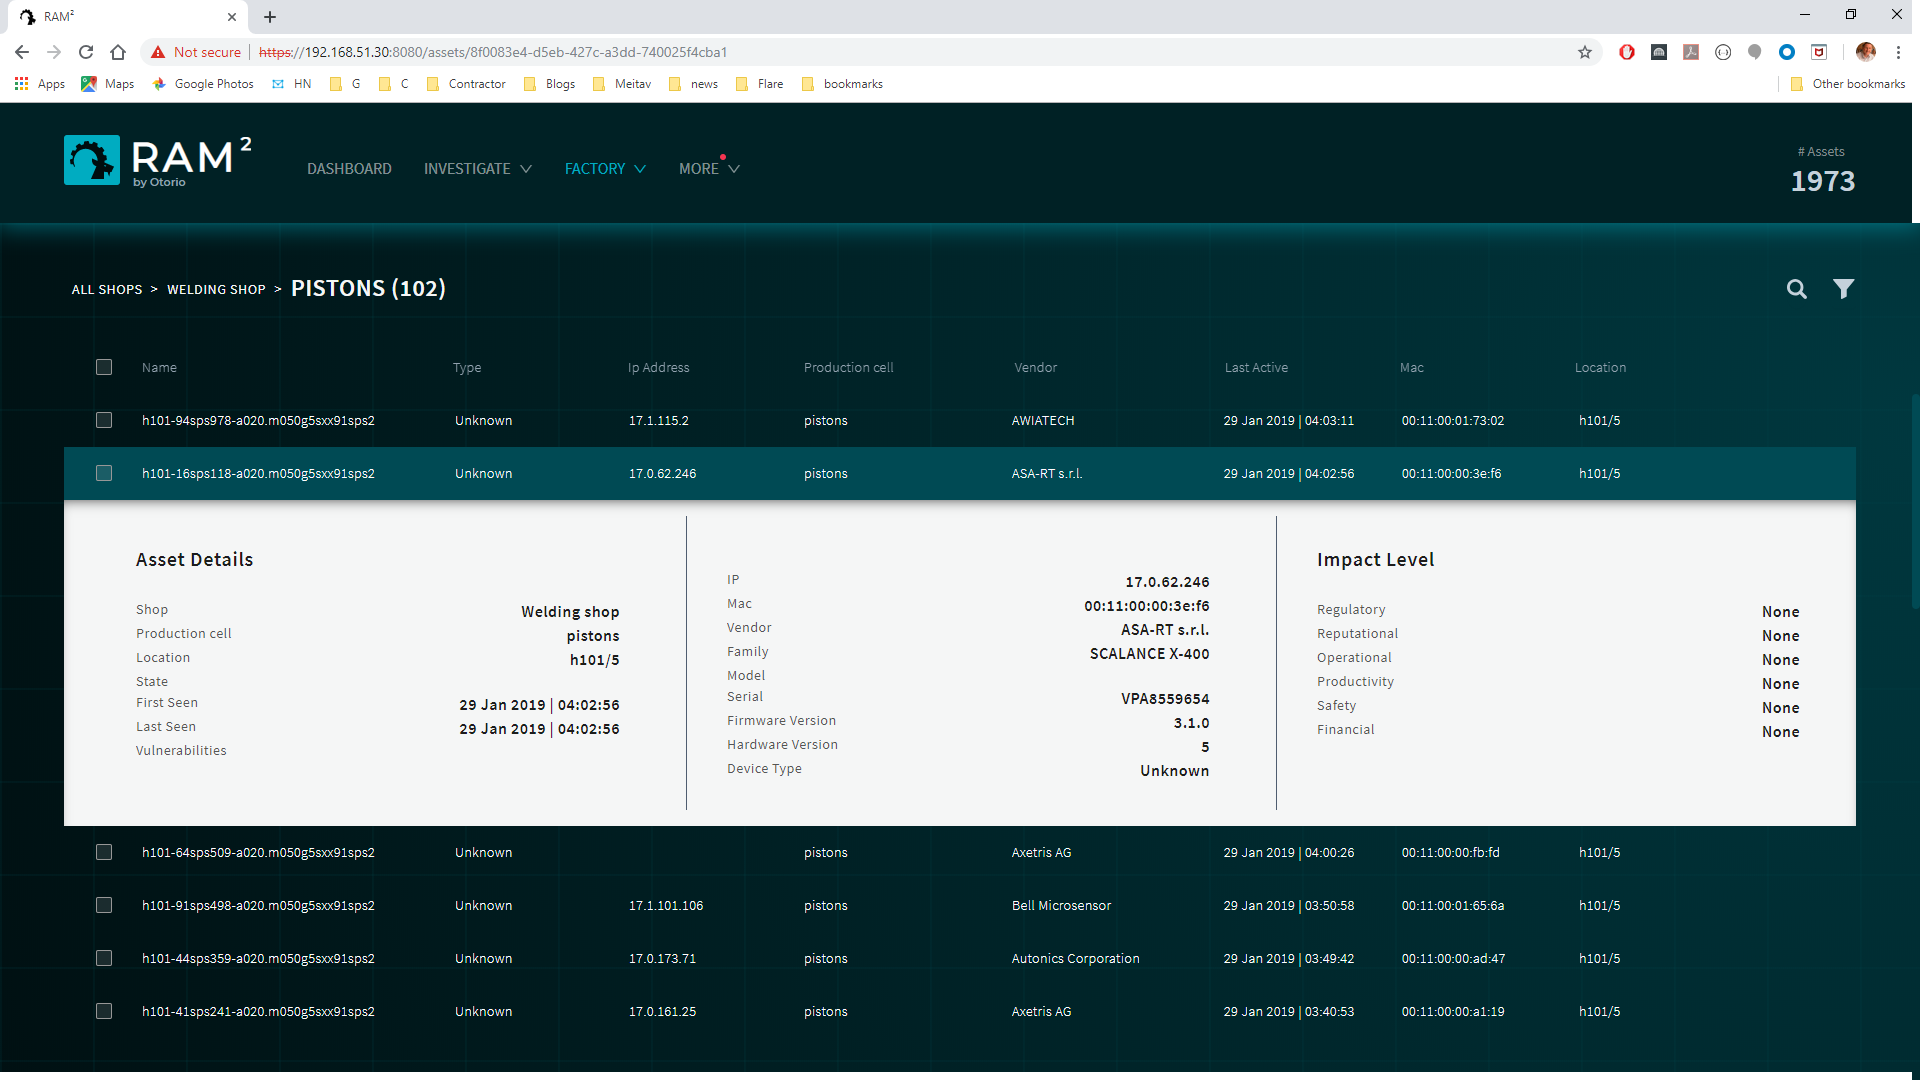 RAM²
Not secure https://192.168.51.30:8080/assets/8f0083e4-d5eb-427c-a3dd-740025f4cba1
Apps Maps Google Photos HN G C Contractor Blogs Meitav news Flare bookmarks Other bookmarks
RAM ²
by Otorio
DASHBOARD INVESTIGATE FACTORY MORE
# Assets
1973
ALL SHOPS > WELDING SHOP > PISTONS (102)
Name Type Ip Address Production cell Vendor Last Active Mac Location
h101-94sps978-a020.m050g5sxx91sps2 Unknown 17.1.115.2 pistons AWIATECH 29 Jan 2019 | 04:03:11 00:11:00:01:73:02 h101/5
h101-16sps118-a020.m050g5sxx91sps2 Unknown 17.0.62.246 pistons ASA-RT s.r.l. 29 Jan 2019 | 04:02:56 00:11:00:00:3e:f6 h101/5
Asset Details
Shop Welding shop
Production cell pistons
Location h101/5
State
First Seen 29 Jan 2019 | 04:02:56
Last Seen 29 Jan 2019 | 04:02:56
Vulnerabilities
IP 17.0.62.246
Mac 00:11:00:00:3e:f6
Vendor ASA-RT s.r.l.
Family SCALANCE X-400
Model
Serial VPA8559654
Firmware Version 3.1.0
Hardware Version 5
Device Type Unknown
Impact Level
Regulatory None
Reputational None
Operational None
Productivity None
Safety None
Financial None
h101-64sps509-a020.m050g5sxx91sps2 Unknown pistons Axetris AG 29 Jan 2019 | 04:00:26 00:11:00:00:fb:fd h101/5
h101-91sps498-a020.m050g5sxx91sps2 Unknown 17.1.101.106 pistons Bell Microsensor 29 Jan 2019 | 03:50:58 00:11:00:01:65:6a h101/5
h101-44sps359-a020.m050g5sxx91sps2 Unknown 17.0.173.71 pistons Autonics Corporation 29 Jan 2019 | 03:49:42 00:11:00:00:ad:47 h101/5
h101-41sps241-a020.m050g5sxx91sps2 Unknown 17.0.161.25 pistons Axetris AG 29 Jan 2019 | 03:40:53 00:11:00:00:a1:19 h101/5